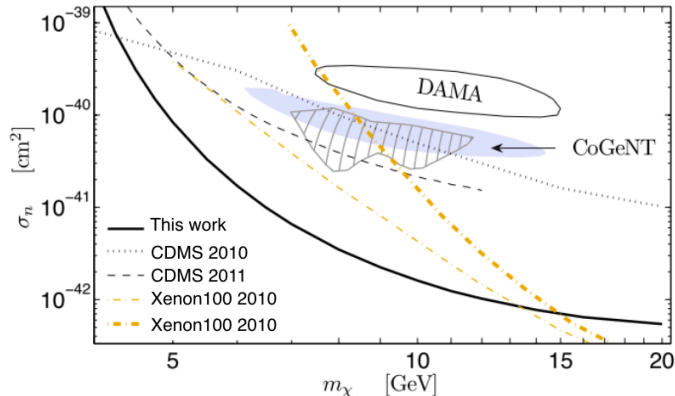 10⁻³⁹
10⁻⁴⁰
10⁻⁴¹
10⁻⁴²
σₙ [cm²]
DAMA
CoGeNT
This work
CDMS 2010
CDMS 2011
Xenon100 2010
Xenon100 2010
5 10 15 20
mχ [GeV]